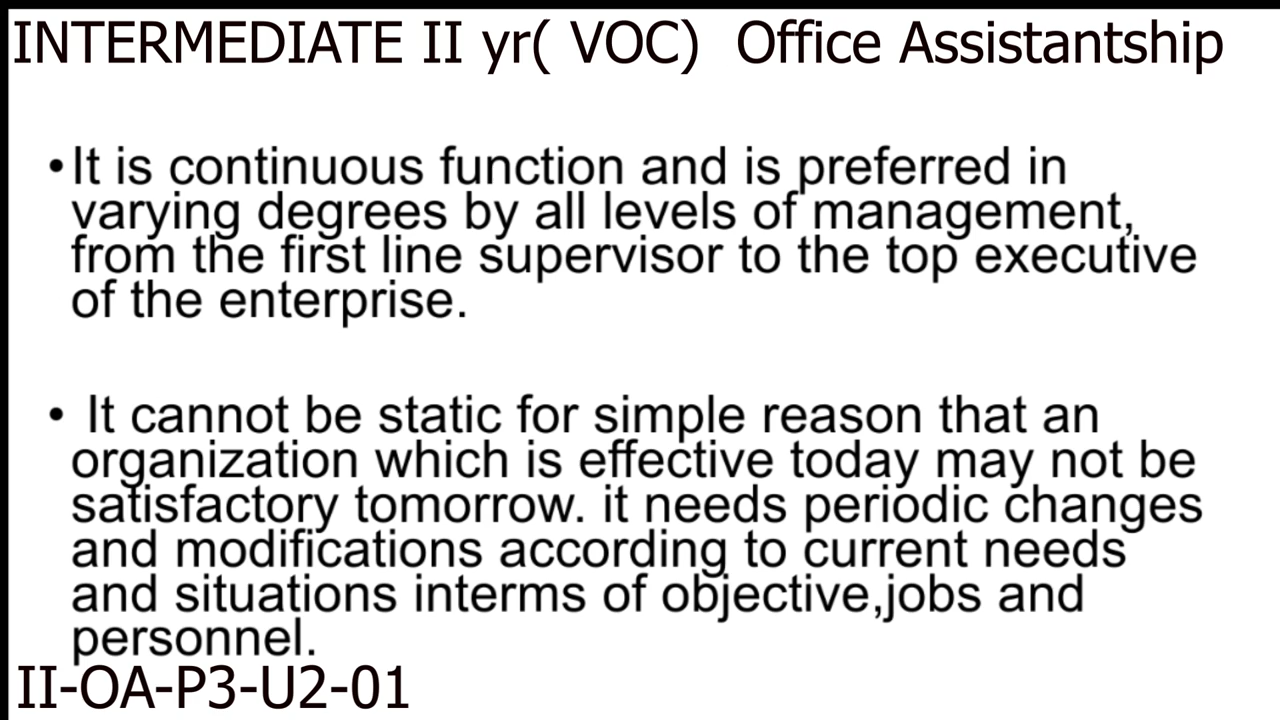 INTERMEDIATE II yr( VOC) Office Assistantship
•It is continuous function and is preferred in
varying degrees by all levels of management,
from the first line supervisor to the top executive
of the enterprise.
• It cannot be static for simple reason that an
organization which is effective today may not be
satisfactory tomorrow. it needs periodic changes
and modifications according to current needs
and situations interms of objective,jobs and
personnel.
II-OA-P3-U2-01